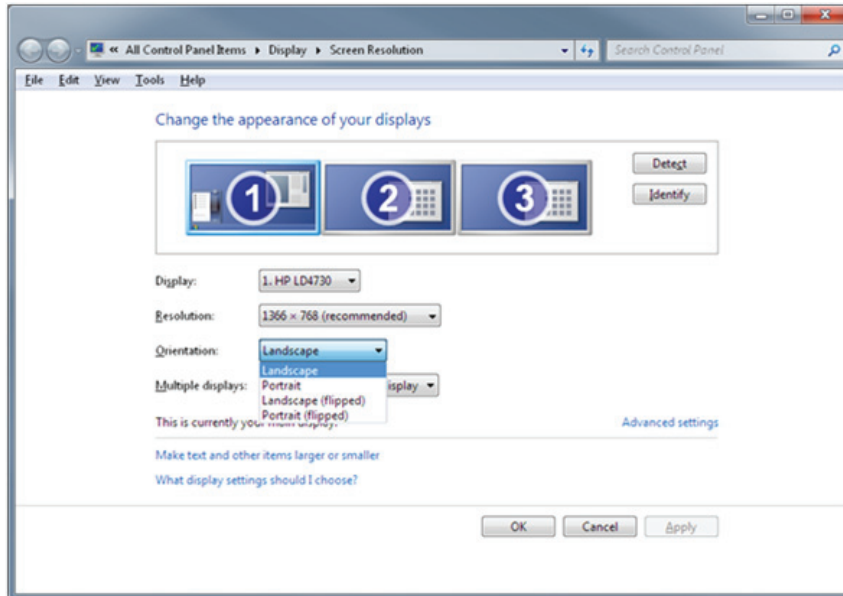 « All Control Panel Items ▸ Display ▸ Screen Resolution Search Control Panel
File Edit View Tools Help
Change the appearance of your displays
1 2 3
Detect
Identify
Display: 1. HP LD4730
Resolution: 1366 × 768 (recommended)
Orientation: Landscape
Landscape
Portrait
Multiple displays: isplay
Landscape (flipped)
Portrait (flipped)
This is currently your main display.
Advanced settings
Make text and other items larger or smaller
What display settings should I choose?
OK Cancel Apply